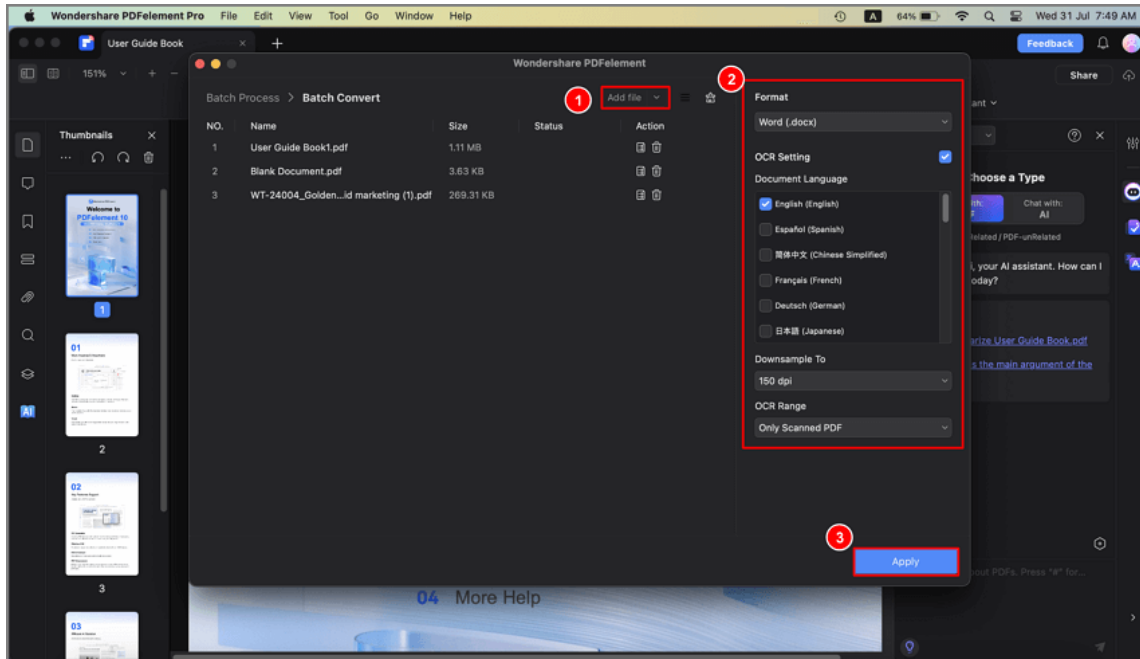 Wondershare PDFelement Pro File Edit View Tool Go Window Help
A 64% Wed 31 Jul 7:49 AM
User Guide Book
Feedback
151%
Share
Wondershare PDFelement
Batch Process > Batch Convert
1
Add file
2
NO. Name Size Status Action
1 User Guide Book1.pdf 1.11 MB
2 Blank Document.pdf 3.63 KB
3 WT-24004_Golden...id marketing (1).pdf 269.31 KB
Format
Word (.docx)
OCR Setting
Document Language
English (English)
Español (Spanish)
简体中文 (Chinese Simplified)
Français (French)
Deutsch (German)
日本語 (Japanese)
Downsample To
150 dpi
OCR Range
Only Scanned PDF
3
Apply
Thumbnails
Welcome to
PDFelement 10
1
01
2
02
3
03
AI
ant
Choose a Type
Chat with:
AI
elated / PDF-unRelated
, your AI assistant. How can I
oday?
arize User Guide Book.pdf
s the main argument of the
out PDFs. Press "#" for...
04 More Help